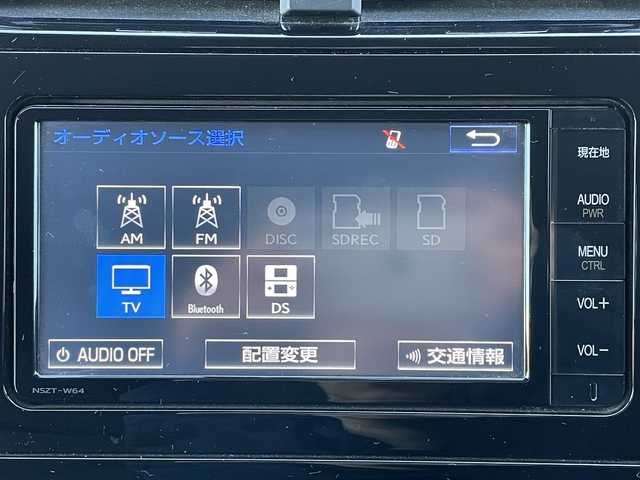 オーディオソース選択
現在地
AUDIO
PWR
AM
FM
DISC
SDREC
SD
MENU
CTRL
TV
Bluetooth
DS
VOL+
AUDIO OFF
配置変更
交通情報
VOL-
NSZT-W64